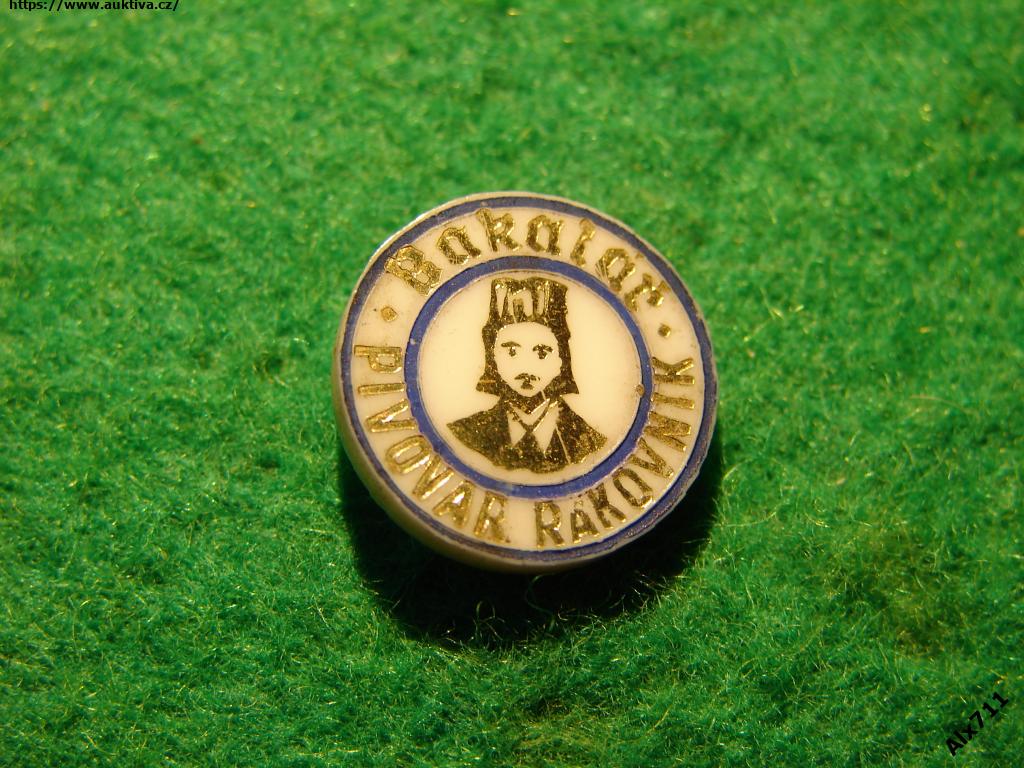 https://www.auktiva.cz/
Bakalář
PIVOVAR RAKOVNÍK
Alx711